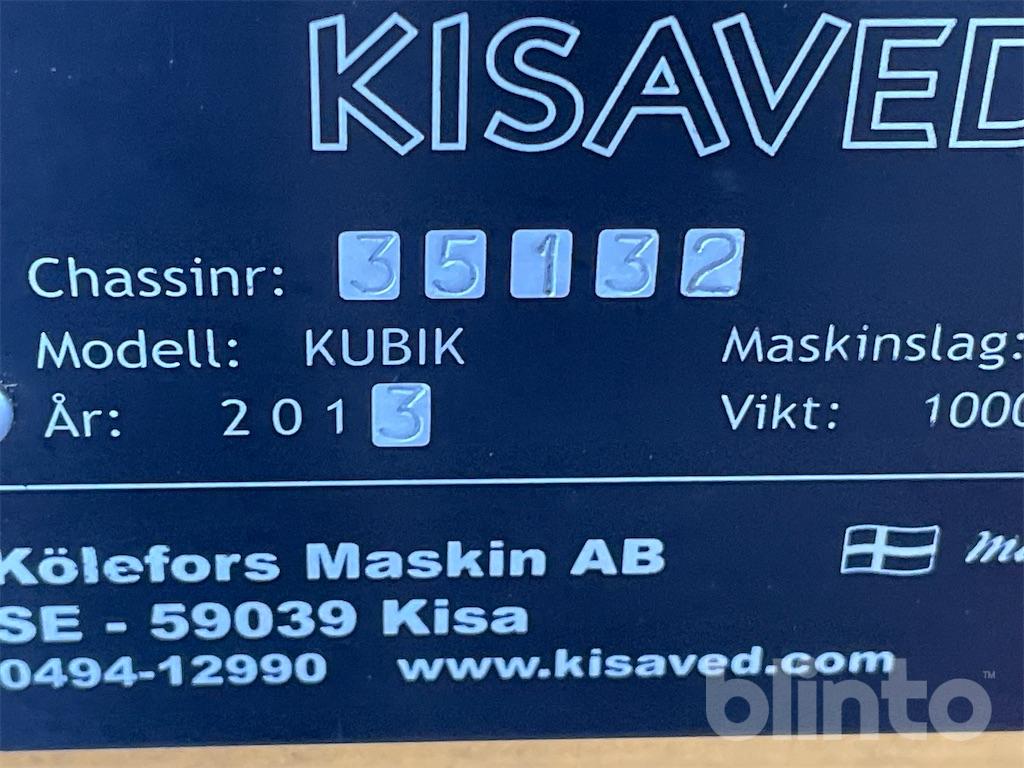 KISAVED
Chassinr: 35132
Modell: KUBIK Maskinslag:
År: 2013 Vikt: 1000
Kölefors Maskin AB
SE - 59039 Kisa
0494-12990 www.kisaved.com
blinto™